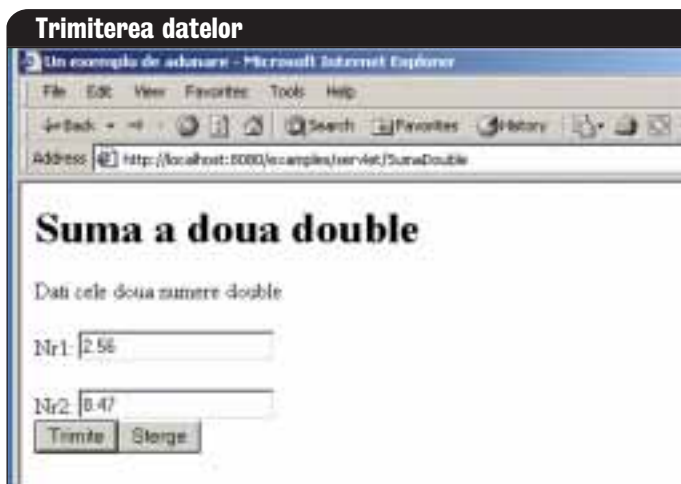 Trimiterea datelor
Un exemplu de adunare - Microsoft Internet Explorer
File Edit View Favorites Tools Help
Back Search Favorites History
Address http://localhost:8080/examples/servlet/SumaDouble
Suma a doua double
Dati cele doua numere double
Nr1: 2.56
Nr2: 8.47
Trimite Sterge